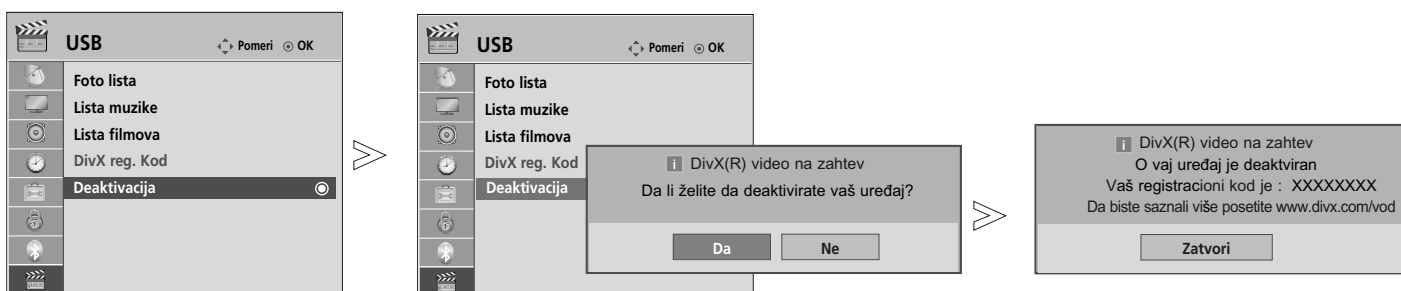 USB Pomeri OK
Foto lista
Lista muzike
Lista filmova
DivX reg. Kod
Deaktivacija
USB Pomeri OK
Foto lista
Lista muzike
Lista filmova
DivX reg. Kod
Deaktivacija
i DivX(R) video na zahtev
Da li želite da deaktivirate vaš uređaj?
Da Ne
i DivX(R) video na zahtev
O vaj uređaj je deaktviran
Vaš registracioni kod je : XXXXXXXX
Da biste saznali više posetite www.divx.com/vod
Zatvori